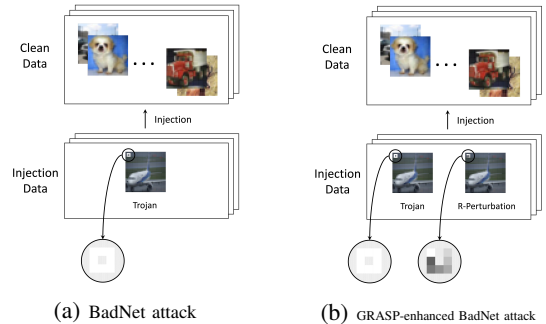 Clean
Data
Injection
Injection
Data
Trojan
(a) BadNet attack
Clean
Data
Injection
Injection
Data
Trojan
R-Perturbation
(b) GRASP-enhanced BadNet attack